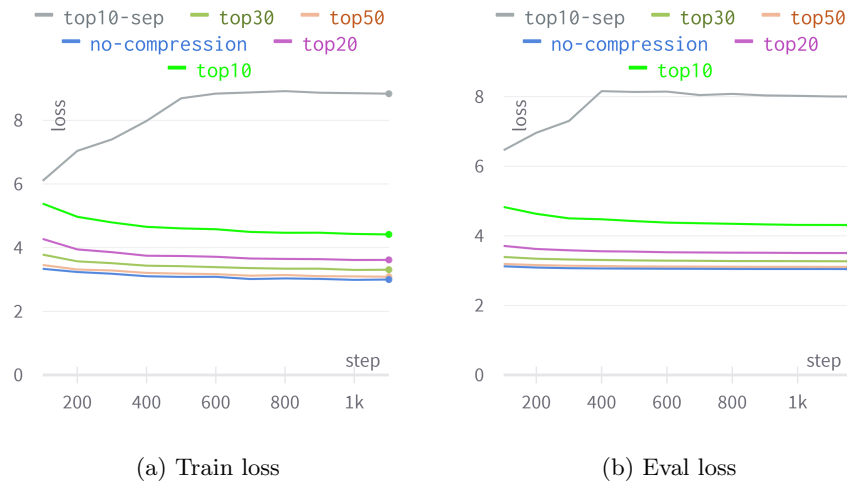 top10-sep top30 top50
no-compression top20
top10
loss
8
6
4
2
0
step
200 400 600 800 1k
(a) Train loss
top10-sep top30 top50
no-compression top20
top10
loss
8
6
4
2
0
step
200 400 600 800 1k
(b) Eval loss